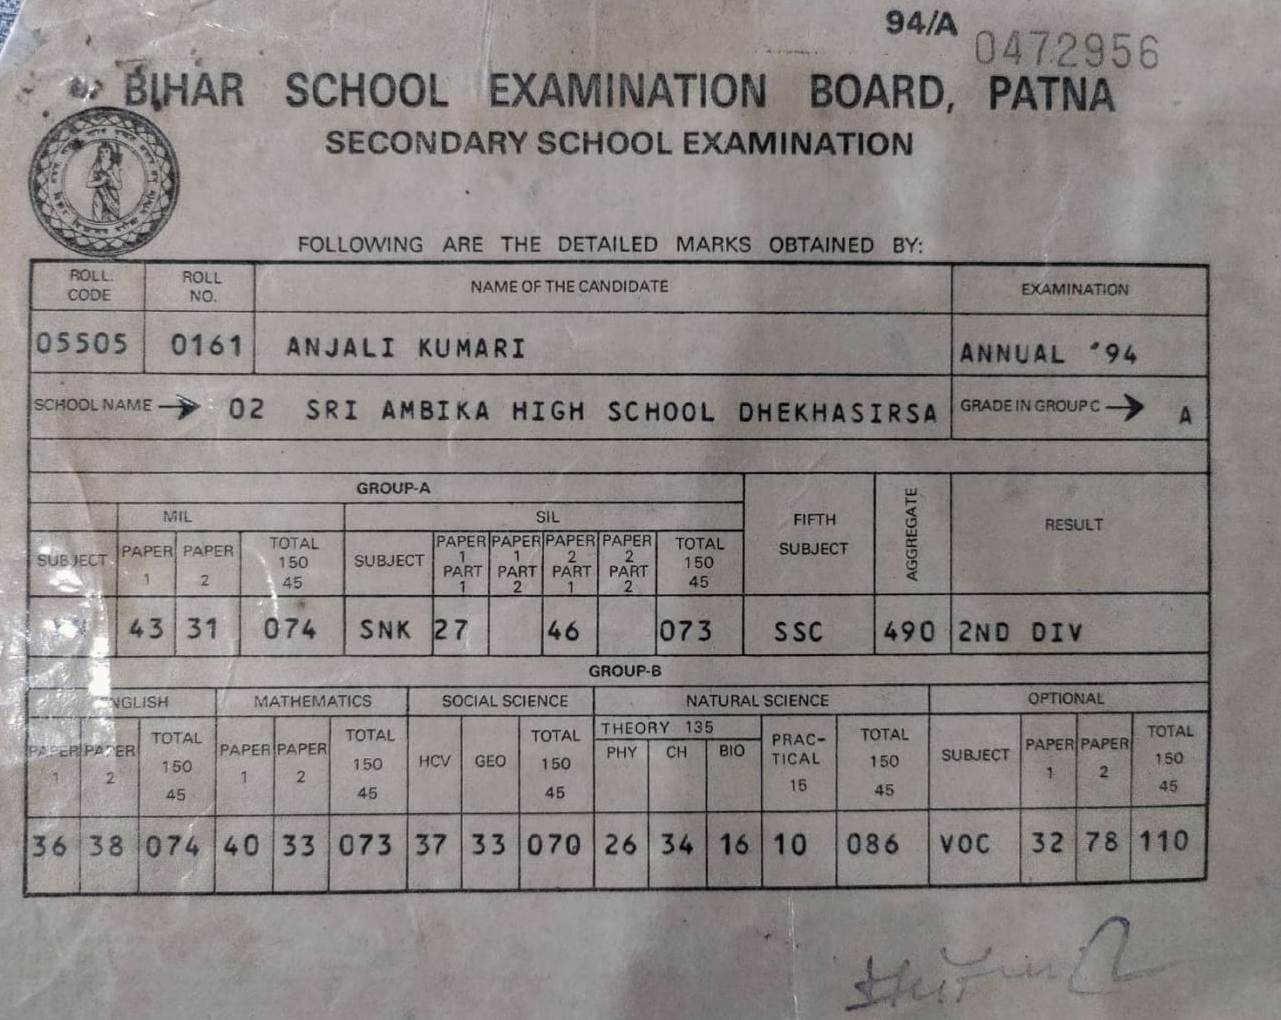 94/A 0472956
BIHAR SCHOOL EXAMINATION BOARD, PATNA
SECONDARY SCHOOL EXAMINATION
FOLLOWING ARE THE DETAILED MARKS OBTAINED BY:
ROLL CODE ROLL NO. NAME OF THE CANDIDATE EXAMINATION
05505 0161 ANJALI KUMARI ANNUAL '94
SCHOOL NAME → 02 SRI AMBIKA HIGH SCHOOL DHEKHASIRSA GRADE IN GROUP C → A
GROUP-A FIFTH SUBJECT AGGREGATE RESULT
MIL SIL
SUBJECT PAPER 1 PAPER 2 TOTAL 150 45 SUBJECT PAPER 1 PART 1 PAPER 1 PART 2 PAPER 2 PART 1 PAPER 2 PART 2 TOTAL 150 45
43 31 074 SNK 27 46 073 SSC 490 2ND DIV
GROUP-B
ENGLISH MATHEMATICS SOCIAL SCIENCE NATURAL SCIENCE OPTIONAL
PAPER 1 PAPER 2 TOTAL 150 45 PAPER 1 PAPER 2 TOTAL 150 45 HCV GEO TOTAL 150 45 THEORY 135 PHY CH BIO PRAC-TICAL 15 TOTAL 150 45 SUBJECT PAPER 1 PAPER 2 TOTAL 150 45
36 38 074 40 33 073 37 33 070 26 34 16 10 086 VOC 32 78 110